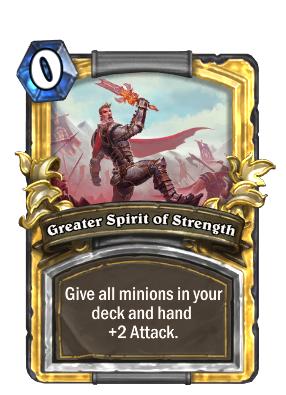 0
Greater Spirit of Strength
Give all minions in your
deck and hand
+2 Attack.